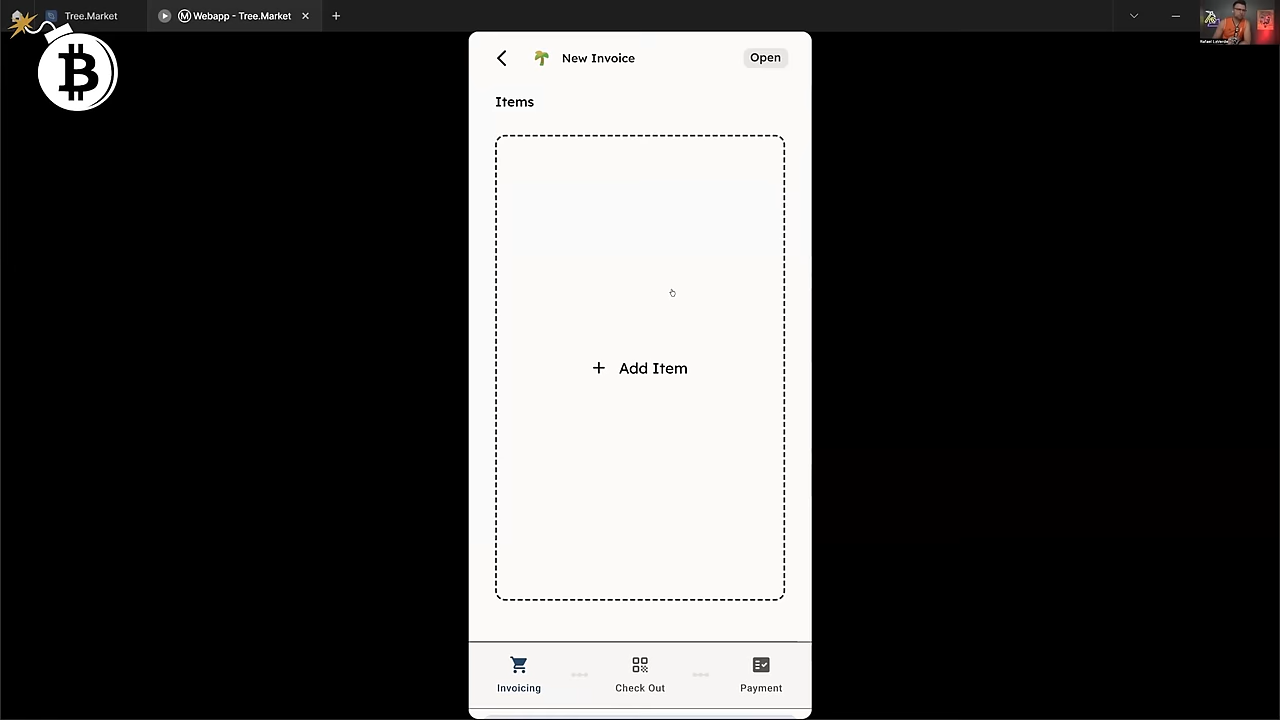 Tree.Market
Webapp - Tree.Market
New Invoice
Open
Items
Add Item
Invoicing
Check Out
Payment